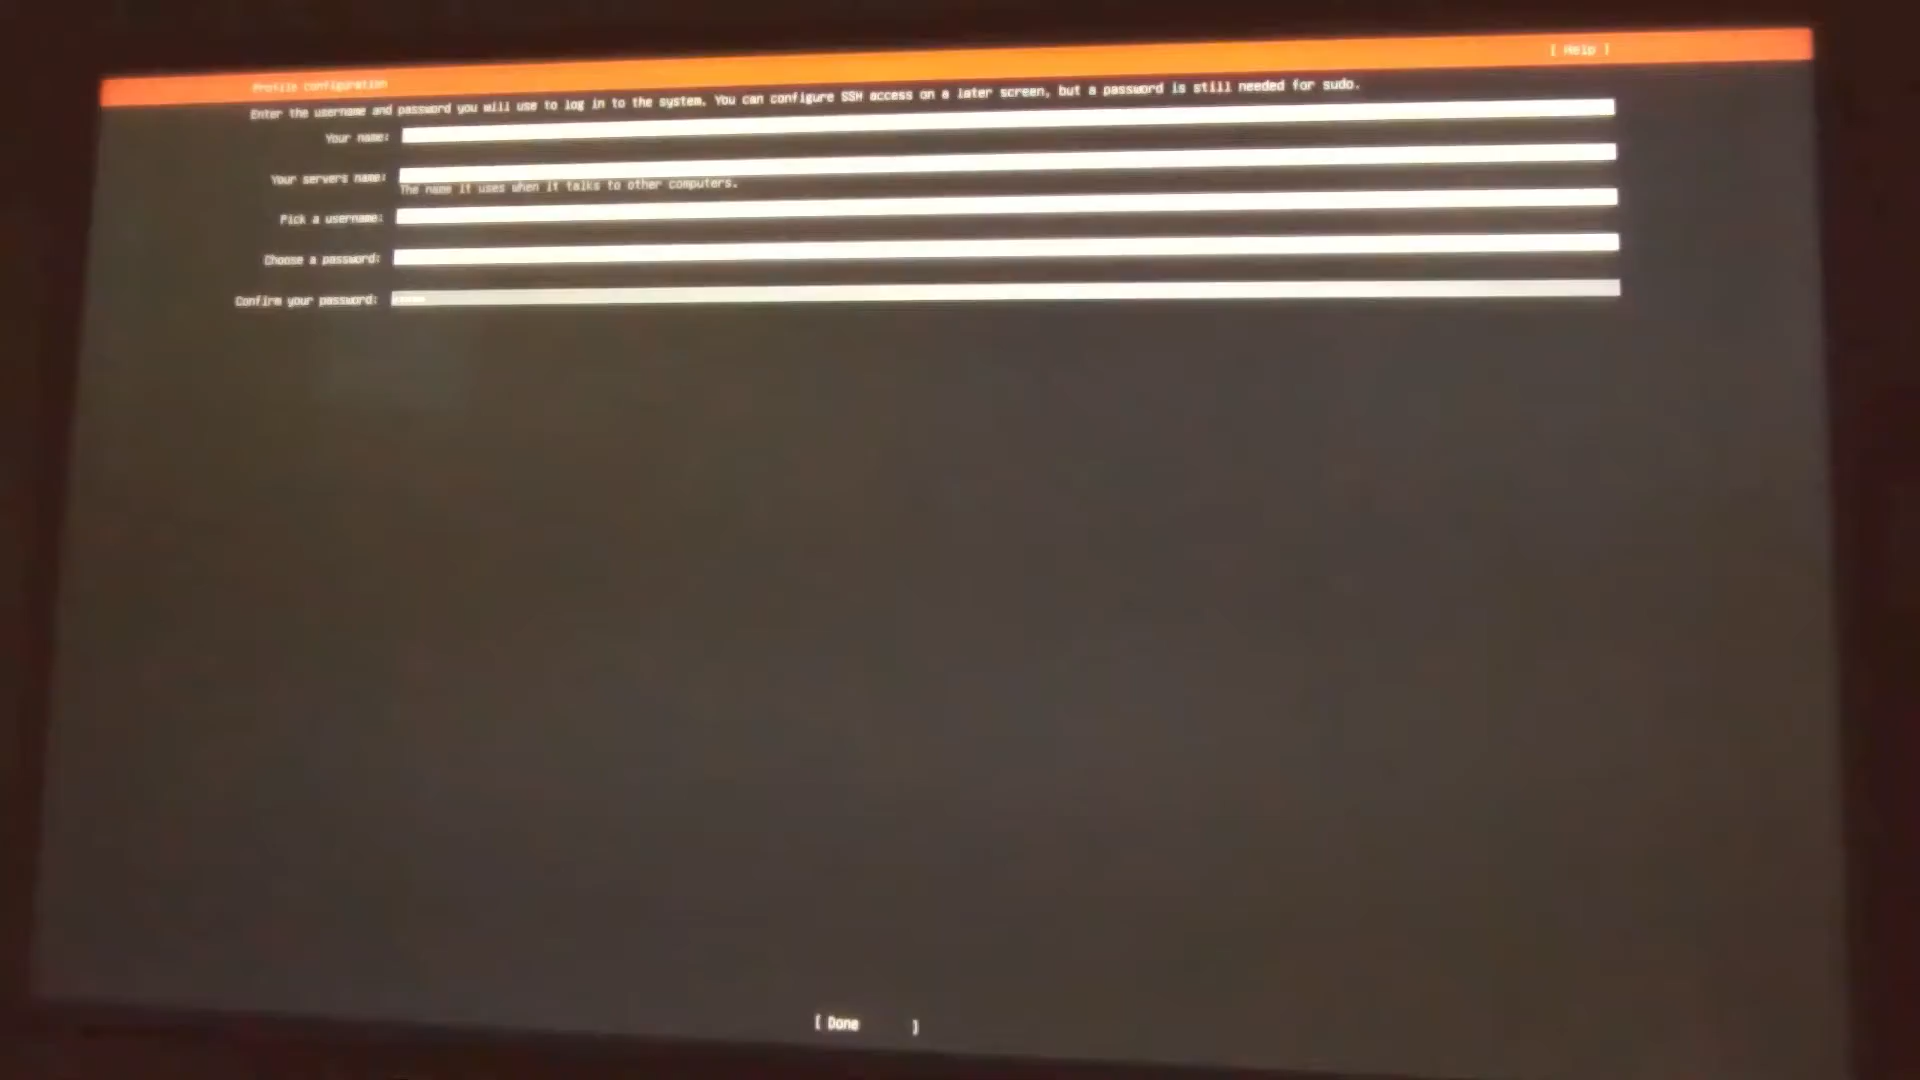 [ Help ]
Profile configuration
Enter the username and password you will use to log in to the system. You can configure SSH access on a later screen, but a password is still needed for sudo.
Your name:
Your servers name:
The name it uses when it talks to other computers.
Pick a username:
Choose a password:
Confirm your password:
[ Done ]